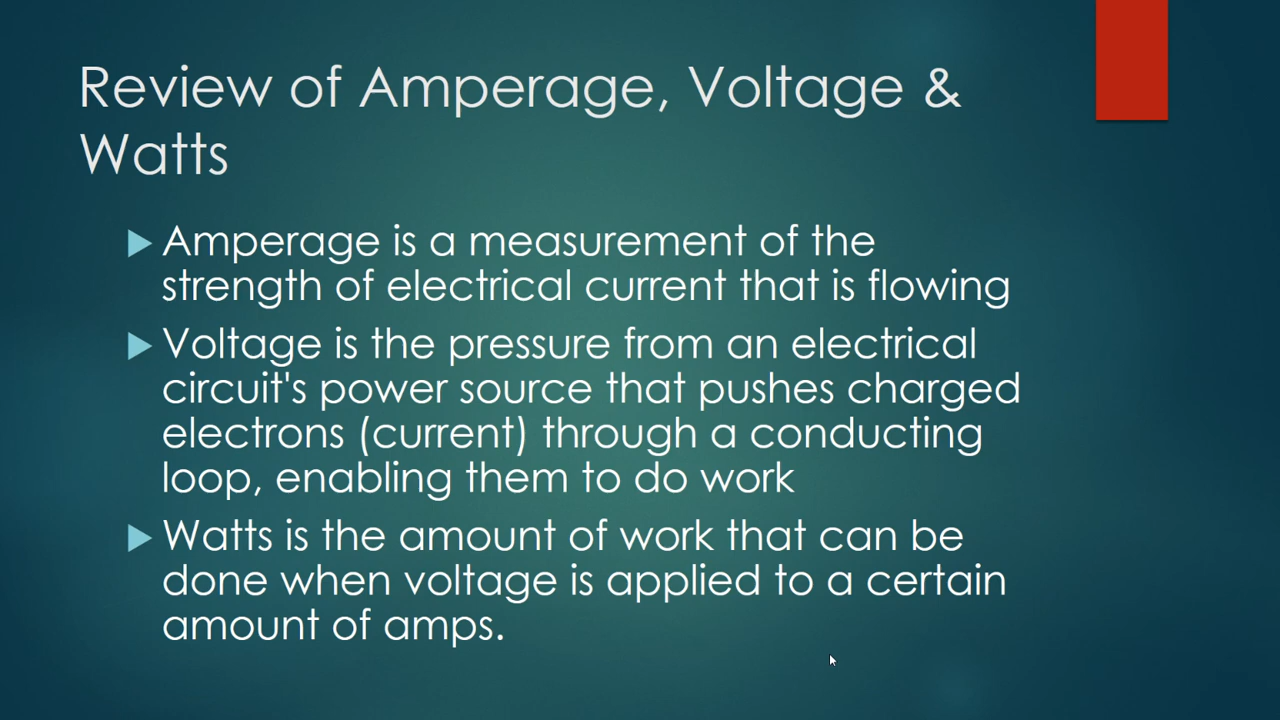 Review of Amperage, Voltage &
Watts
Amperage is a measurement of the
strength of electrical current that is flowing
Voltage is the pressure from an electrical
circuit's power source that pushes charged
electrons (current) through a conducting
loop, enabling them to do work
Watts is the amount of work that can be
done when voltage is applied to a certain
amount of amps.